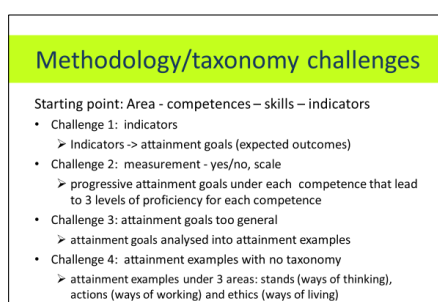 Methodology/taxonomy challenges
Starting point: Area - competences – skills – indicators
• Challenge 1:  indicators
➢ Indicators -> attainment goals (expected outcomes)
• Challenge 2:  measurement - yes/no, scale
➢ progressive attainment goals under each  competence that lead
to 3 levels of proficiency for each competence
• Challenge 3: attainment goals too general
➢ attainment goals analysed into attainment examples
• Challenge 4:  attainment examples with no taxonomy
➢ attainment examples under 3 areas: stands (ways of thinking),
actions (ways of working) and ethics (ways of living)